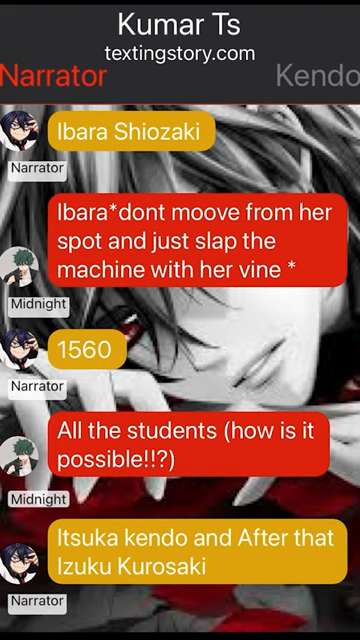 Kumar Ts
textingstory.com
Narrator
Kendo
Ibara Shiozaki
Narrator
Ibara*dont moove from her
spot and just slap the
machine with her vine *
Midnight
1560
Narrator
All the students (how is it
possible!!?)
Midnight
Itsuka kendo and After that
Izuku Kurosaki
Narrator